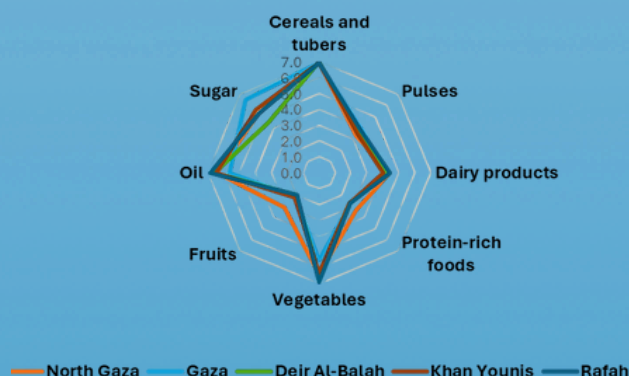 Cereals and
tubers
7.0
6.0
5.0
4.0
3.0
2.0
1.0
0.0
Sugar
Pulses
Oil
Dairy products
Fruits
Protein-rich
foods
Vegetables
North Gaza
Gaza
Deir Al-Balah
Khan Younis
Rafah